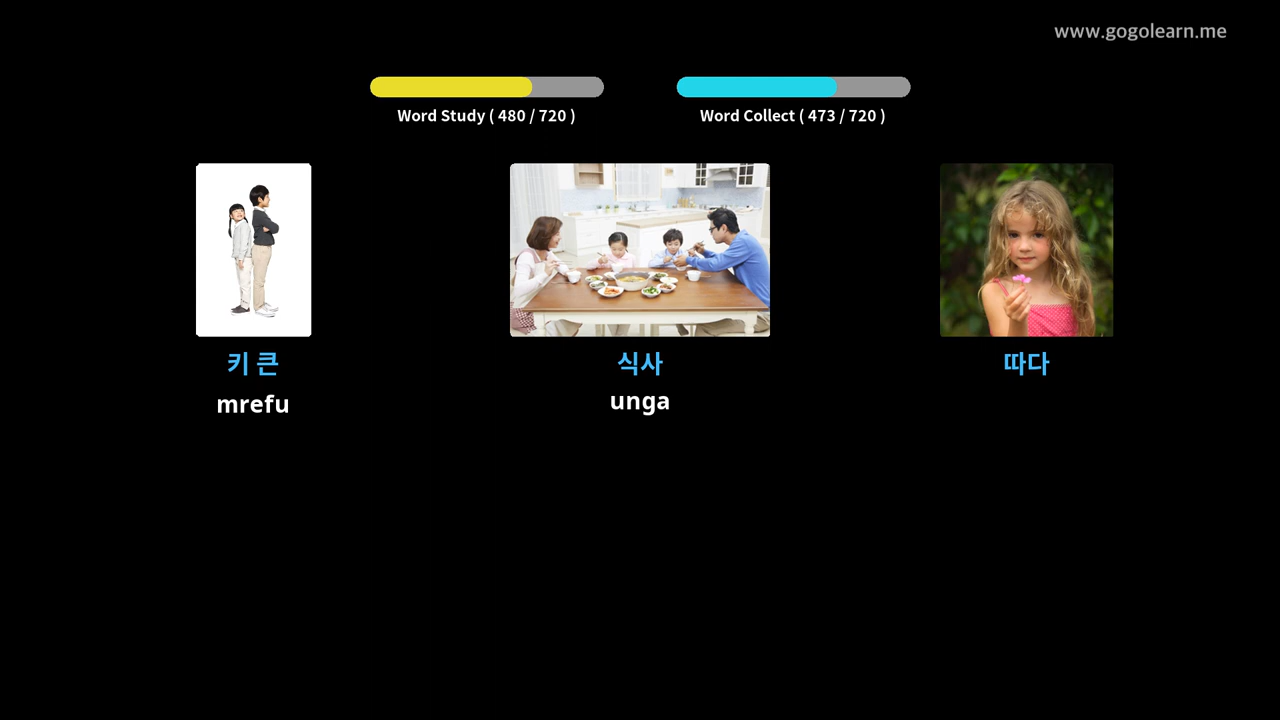 www.gogolearn.me
Word Study ( 480 / 720 )
Word Collect ( 473 / 720 )
키 큰
mrefu
식사
unga
따다